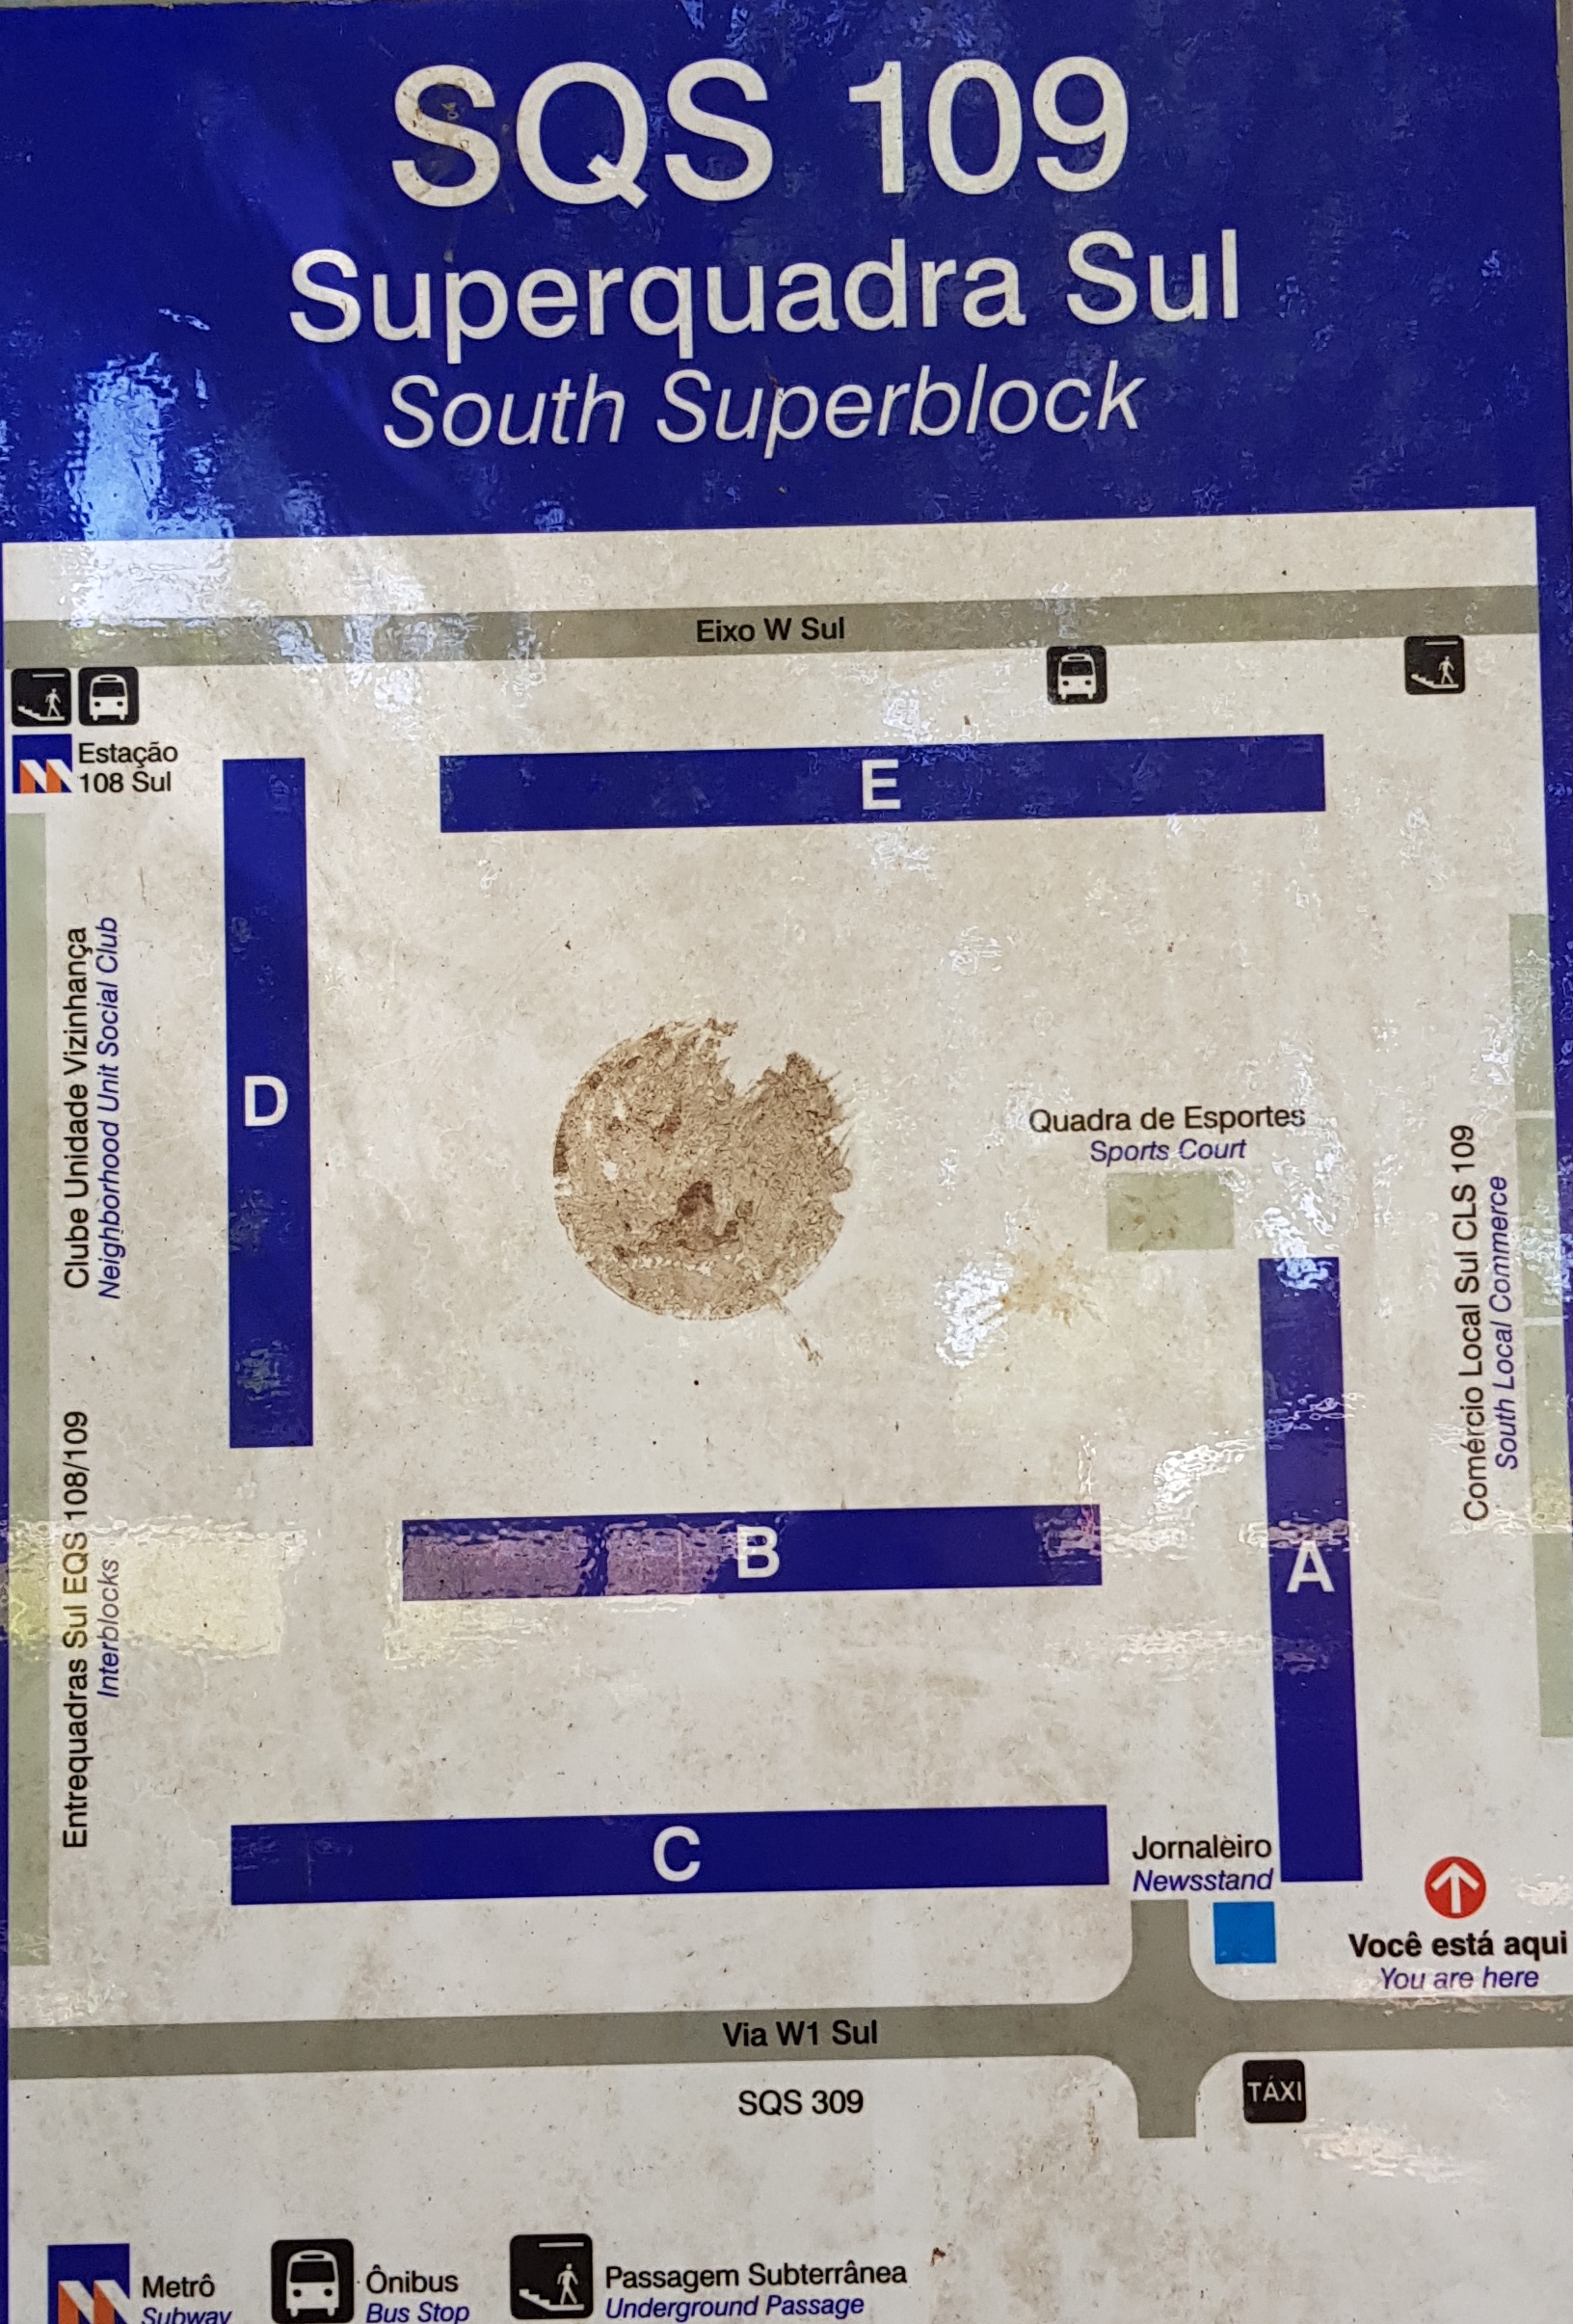 SQS 109
Superquadra Sul
South Superblock
Eixo W Sul
Estação
108 Sul
E
D
Clube Unidade Vizinhança
Neighborhood Unit Social Club
Quadra de Esportes
Sports Court
Comércio Local Sul CLS 109
South Local Commerce
Entrequadras Sul EQS 108/109
Interblocks
B
A
C
Jornaleiro
Newsstand
Você está aqui
You are here
Via W1 Sul
SQS 309
TÁXI
Metrô
Subway
Ônibus
Bus Stop
Passagem Subterrânea
Underground Passage